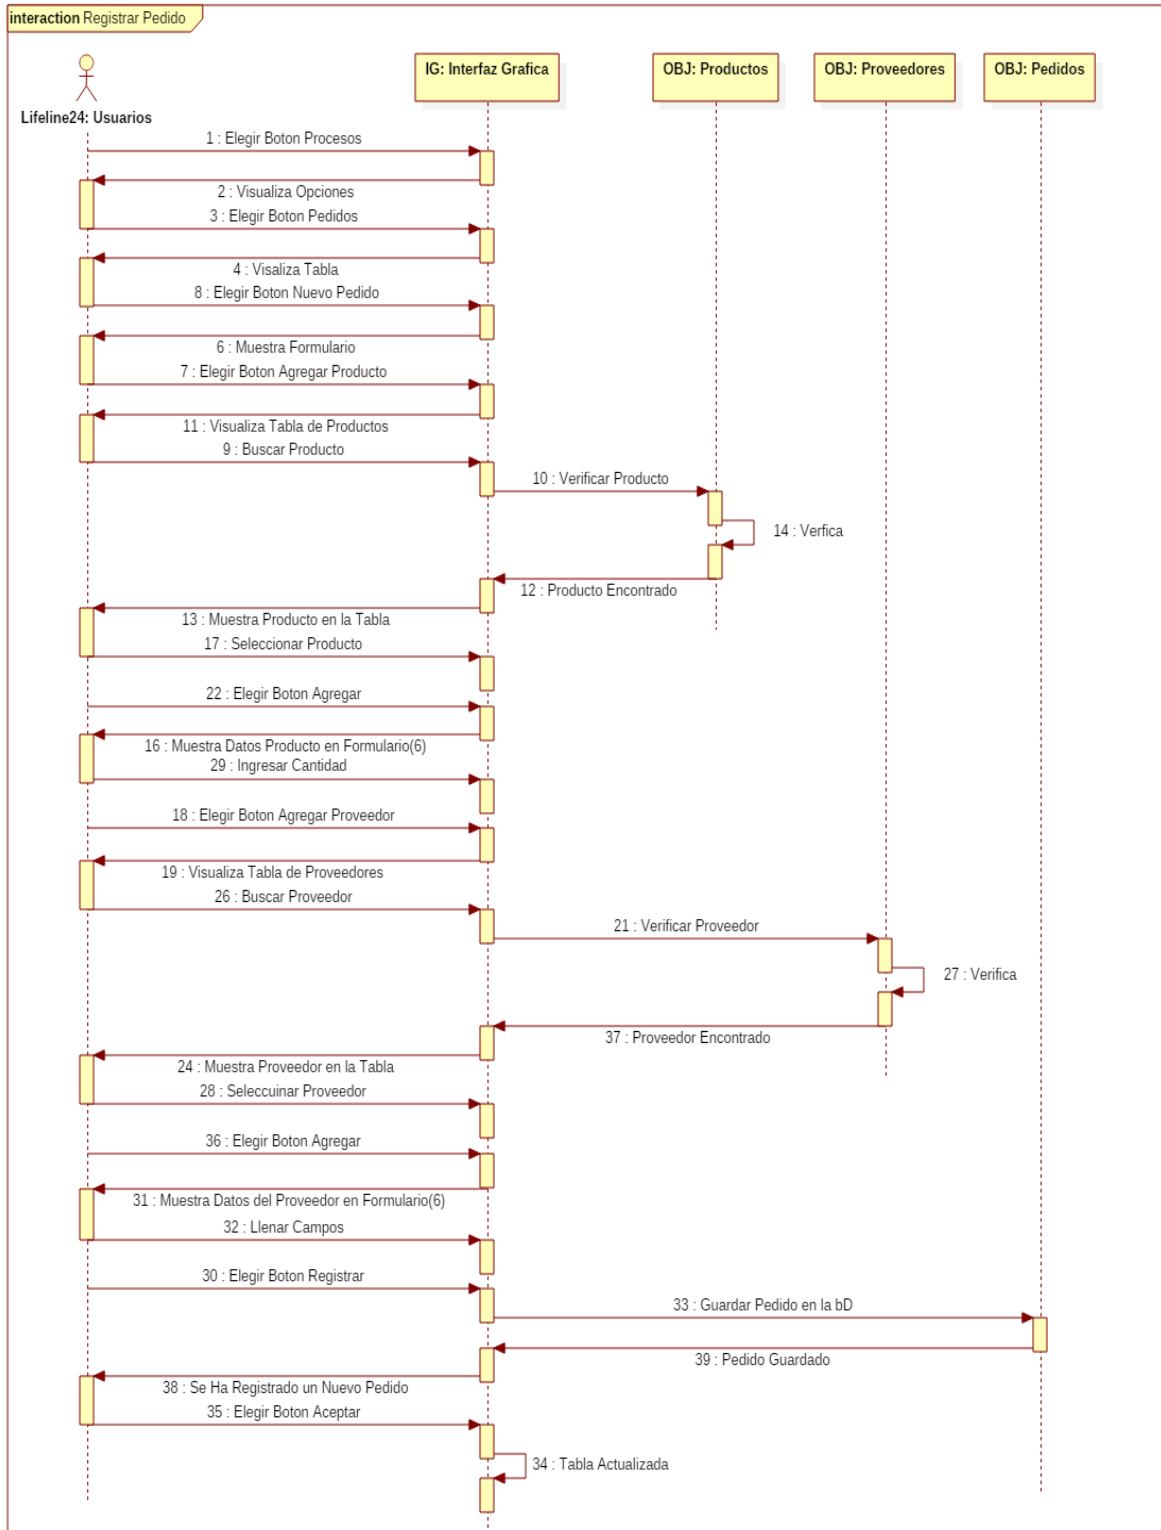 interaction Registrar Pedido
IG: Interfaz Grafica
OBJ: Productos
OBJ: Proveedores
OBJ: Pedidos
Lifeline24: Usuarios
1 : Elegir Boton Procesos
2 : Visualiza Opciones
3 : Elegir Boton Pedidos
4 : Visaliza Tabla
8 : Elegir Boton Nuevo Pedido
6 : Muestra Formulario
7 : Elegir Boton Agregar Producto
11 : Visualiza Tabla de Productos
9 : Buscar Producto
10 : Verificar Producto
14 : Verfica
12 : Producto Encontrado
13 : Muestra Producto en la Tabla
17 : Seleccionar Producto
22 : Elegir Boton Agregar
16 : Muestra Datos Producto en Formulario(6)
29 : Ingresar Cantidad
18 : Elegir Boton Agregar Proveedor
19 : Visualiza Tabla de Proveedores
26 : Buscar Proveedor
21 : Verificar Proveedor
27 : Verifica
37 : Proveedor Encontrado
24 : Muestra Proveedor en la Tabla
28 : Seleccuinar Proveedor
36 : Elegir Boton Agregar
31 : Muestra Datos del Proveedor en Formulario(6)
32 : Llenar Campos
30 : Elegir Boton Registrar
33 : Guardar Pedido en la bD
39 : Pedido Guardado
38 : Se Ha Registrado un Nuevo Pedido
35 : Elegir Boton Aceptar
34 : Tabla Actualizada